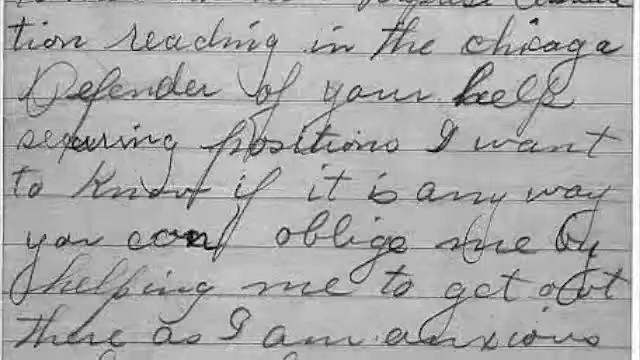 tion reading in the chicago
Defender of your help
securing positions I want
to know if it is any way
you can oblige me by
helping me to get out
there as I am anxious